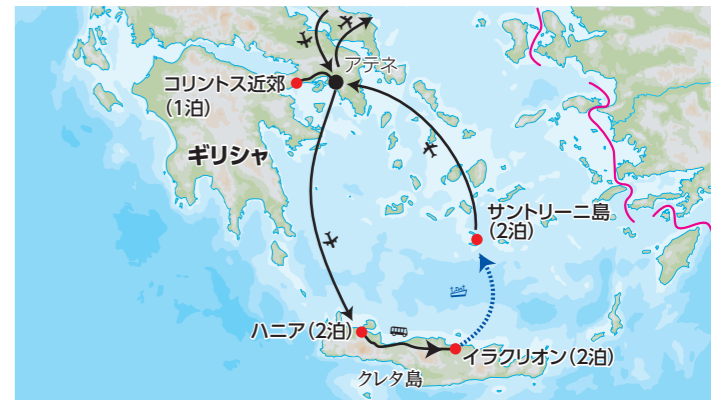 アテネ
コリントス近郊
(1泊)
ギリシャ
サントリーニ島
(2泊)
ハニア(2泊)
イラクリオン(2泊)
クレタ島